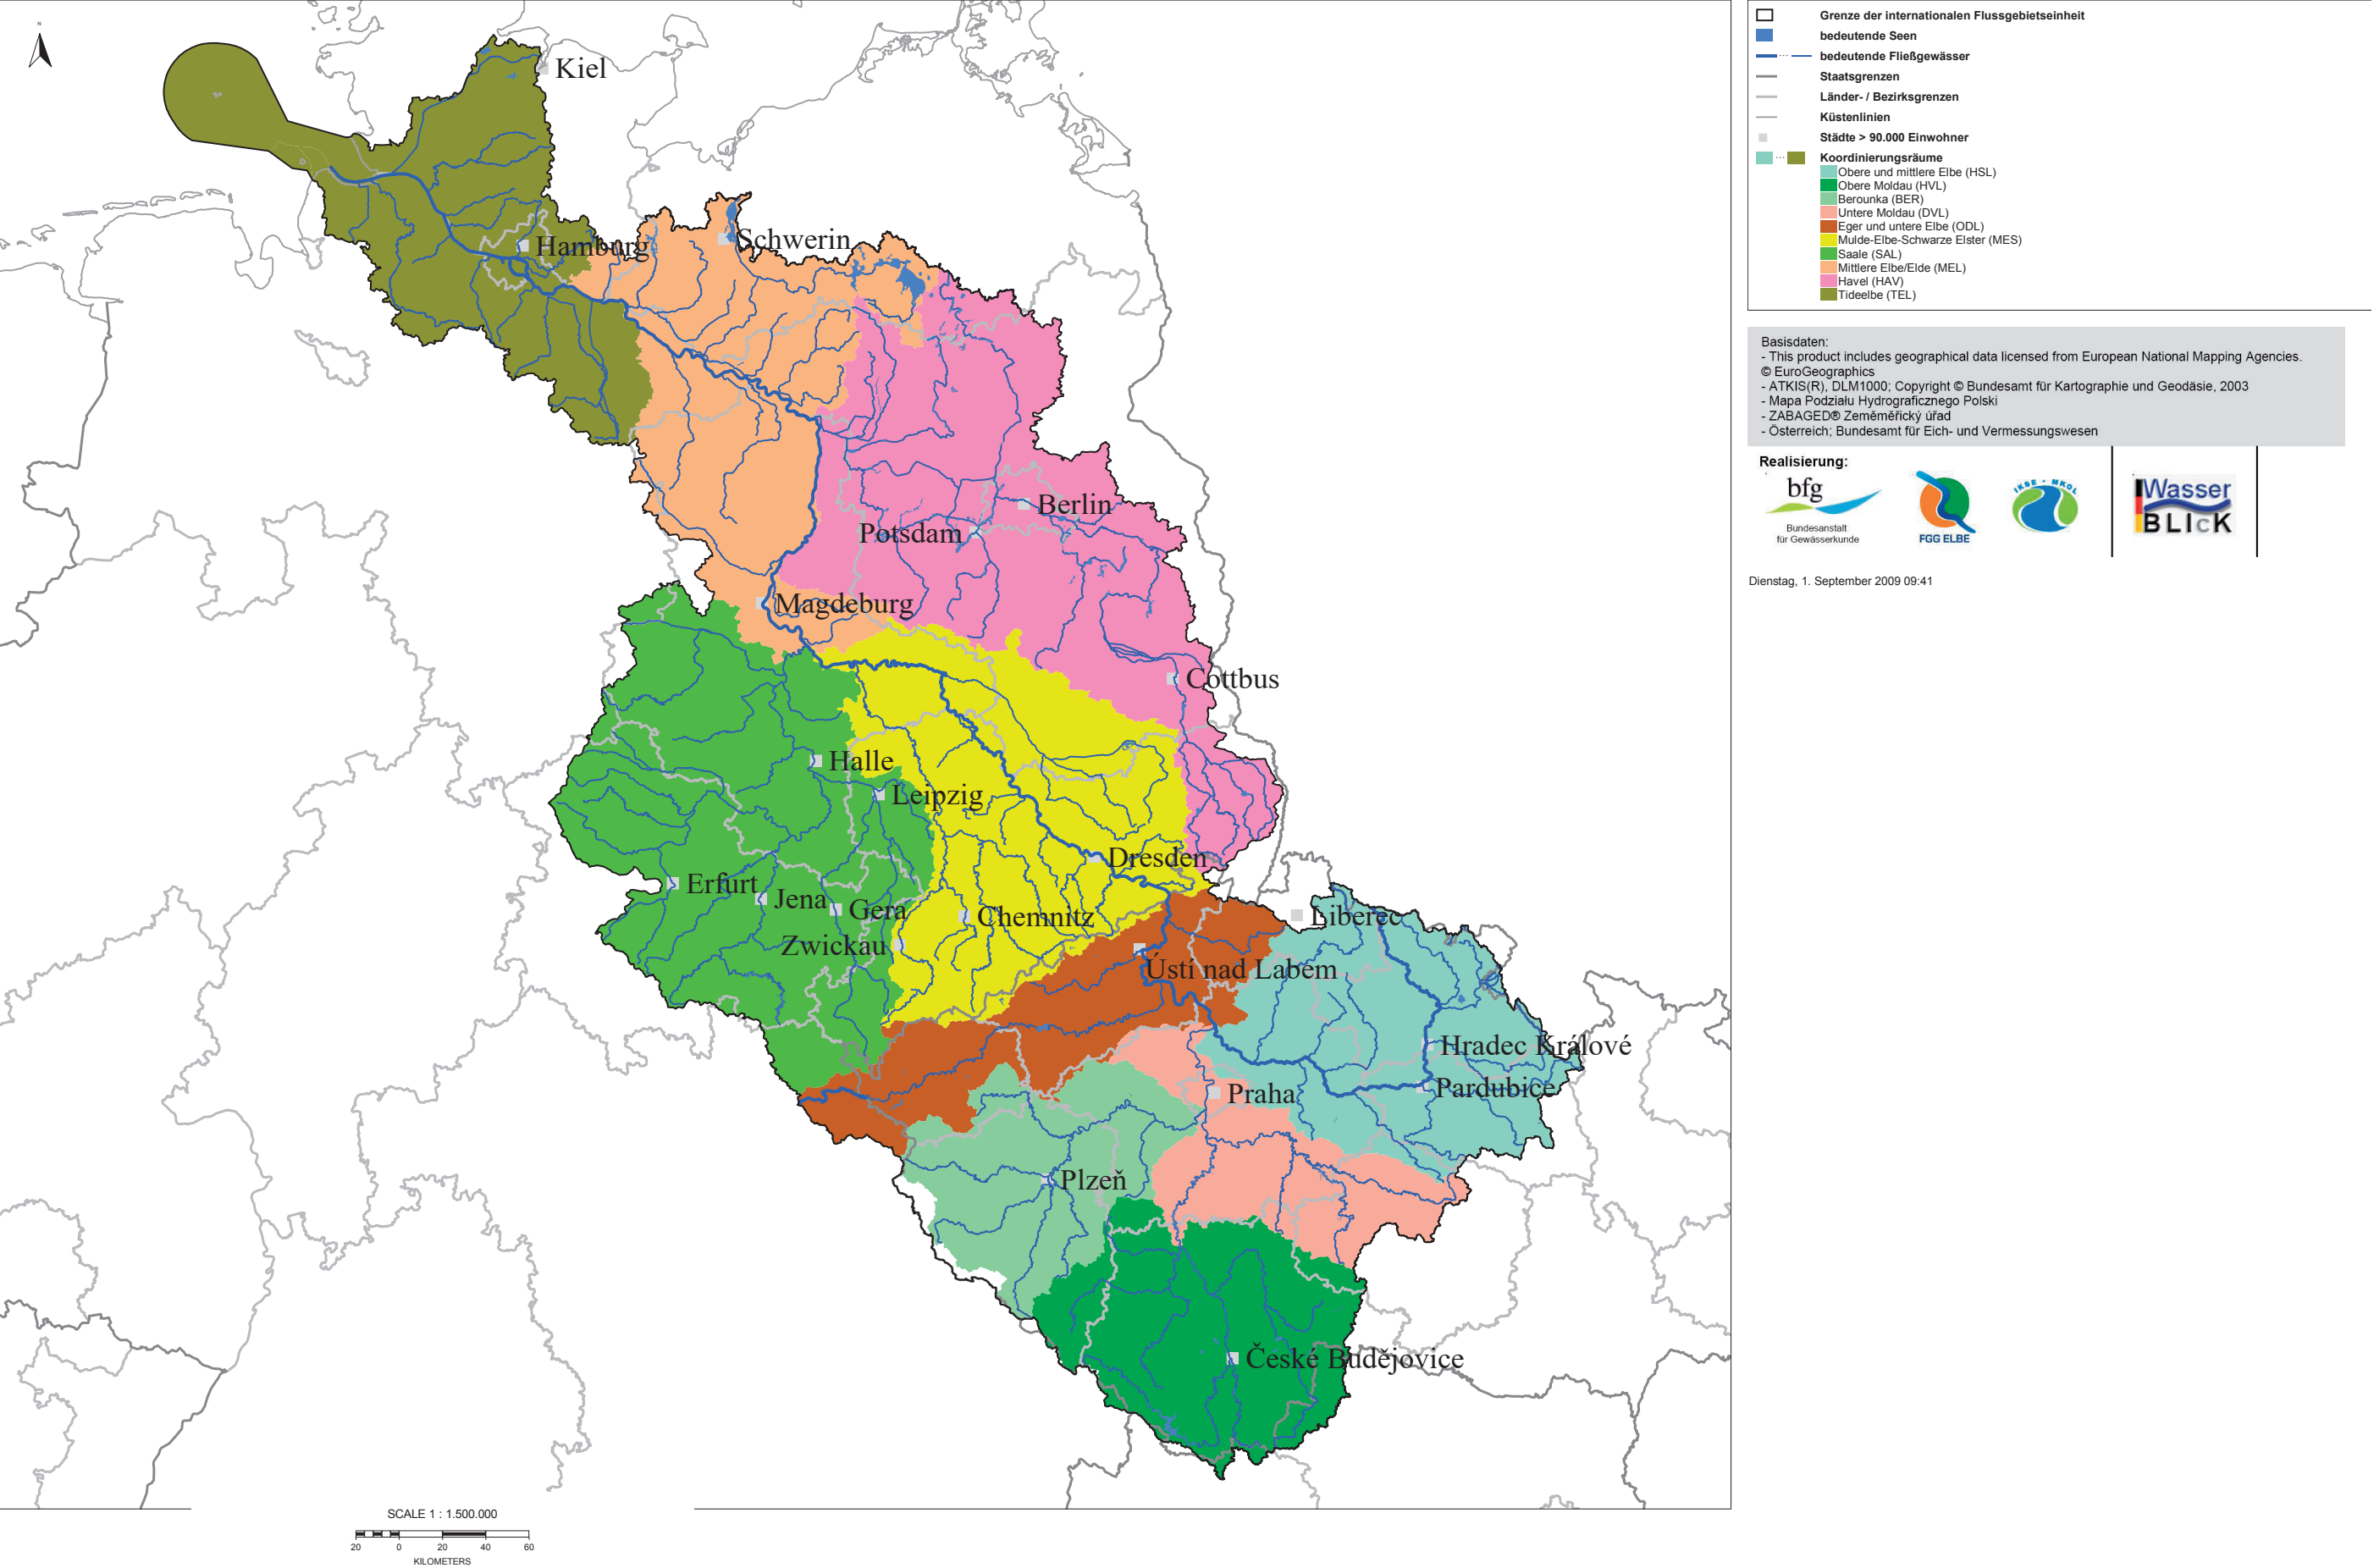 N
Kiel
Hamburg
Schwerin
Berlin
Potsdam
Magdeburg
Cottbus
Halle
Leipzig
Dresden
Erfurt
Jena
Gera
Chemnitz
Zwickau
Liberec
Ústí nad Labem
Hradec Králové
Pardubice
Praha
Plzeň
České Budějovice
SCALE 1 : 1.500.000
20 0 20 40 60
KILOMETERS
Grenze der internationalen Flussgebietseinheit
bedeutende Seen
bedeutende Fließgewässer
Staatsgrenzen
Länder- / Bezirksgrenzen
Küstenlinien
Städte > 90.000 Einwohner
Koordinierungsräume
Obere und mittlere Elbe (HSL)
Obere Moldau (HVL)
Berounka (BER)
Untere Moldau (DVL)
Eger und untere Elbe (ODL)
Mulde-Elbe-Schwarze Elster (MES)
Saale (SAL)
Mittlere Elbe/Elde (MEL)
Havel (HAV)
Tideelbe (TEL)
Basisdaten:
- This product includes geographical data licensed from European National Mapping Agencies.
© EuroGeographics
- ATKIS(R), DLM1000; Copyright © Bundesamt für Kartographie und Geodäsie, 2003
- Mapa Podziału Hydrograficznego Polski
- ZABAGED® Zeměměřický úřad
- Österreich; Bundesamt für Eich- und Vermessungswesen
Realisierung:
bfg
Bundesanstalt
für Gewässerkunde
FGG ELBE
IKSE • MKOL
Wasser
BLIcK
Dienstag, 1. September 2009 09:41